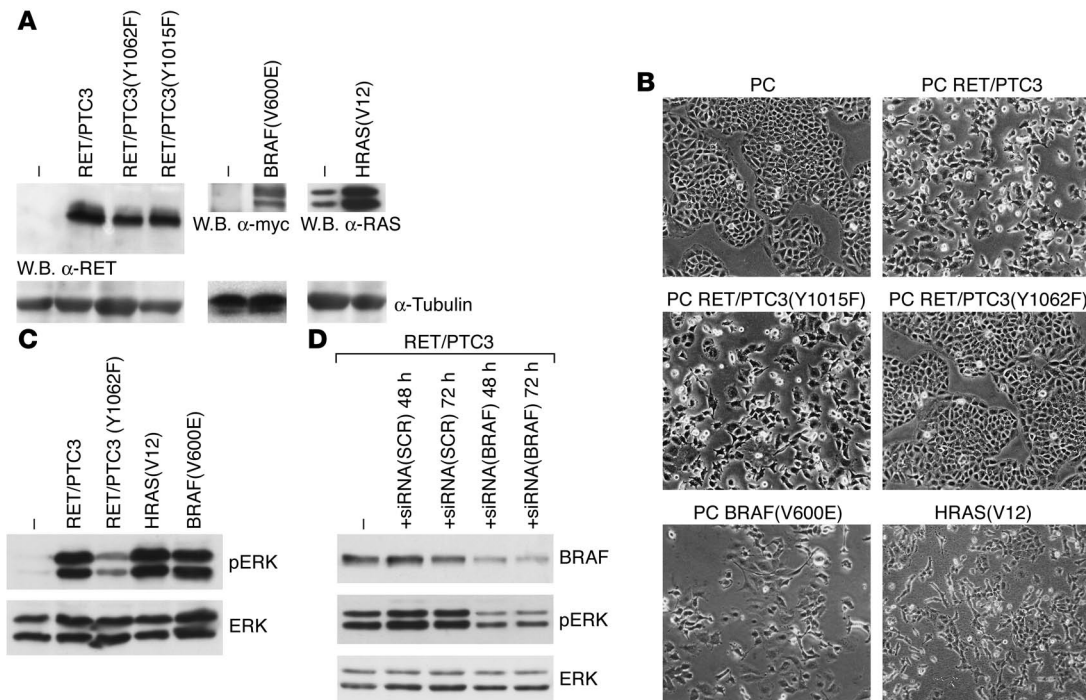 A
–
RET/PTC3
RET/PTC3(Y1062F)
RET/PTC3(Y1015F)
–
BRAF(V600E)
–
HRAS(V12)
W.B. α-RET
W.B. α-myc
W.B. α-RAS
α-Tubulin
B
PC
PC RET/PTC3
PC RET/PTC3(Y1015F)
PC RET/PTC3(Y1062F)
PC BRAF(V600E)
HRAS(V12)
C
–
RET/PTC3
RET/PTC3 (Y1062F)
HRAS(V12)
BRAF(V600E)
pERK
ERK
D
RET/PTC3
–
+siRNA(SCR) 48 h
+siRNA(SCR) 72 h
+siRNA(BRAF) 48 h
+siRNA(BRAF) 72 h
BRAF
pERK
ERK